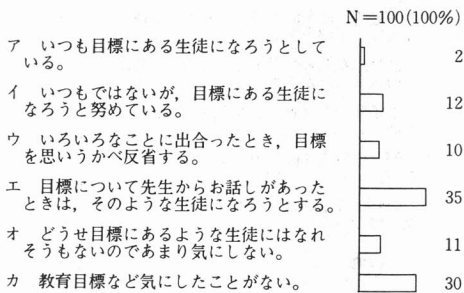 N＝100(100%)
ア　いつも目標にある生徒になろうとして
いる。 2
イ　いつもではないが，目標にある生徒に
なろうと努めている。 12
ウ　いろいろなことに出合ったとき，目標
を思いうかべ反省する。 10
エ　目標について先生からお話しがあった
ときは，そのような生徒になろうとする。 35
オ　どうせ目標にあるような生徒にはなれ
そうもないのであまり気にしない。 11
カ　教育目標など気にしたことがない。 30